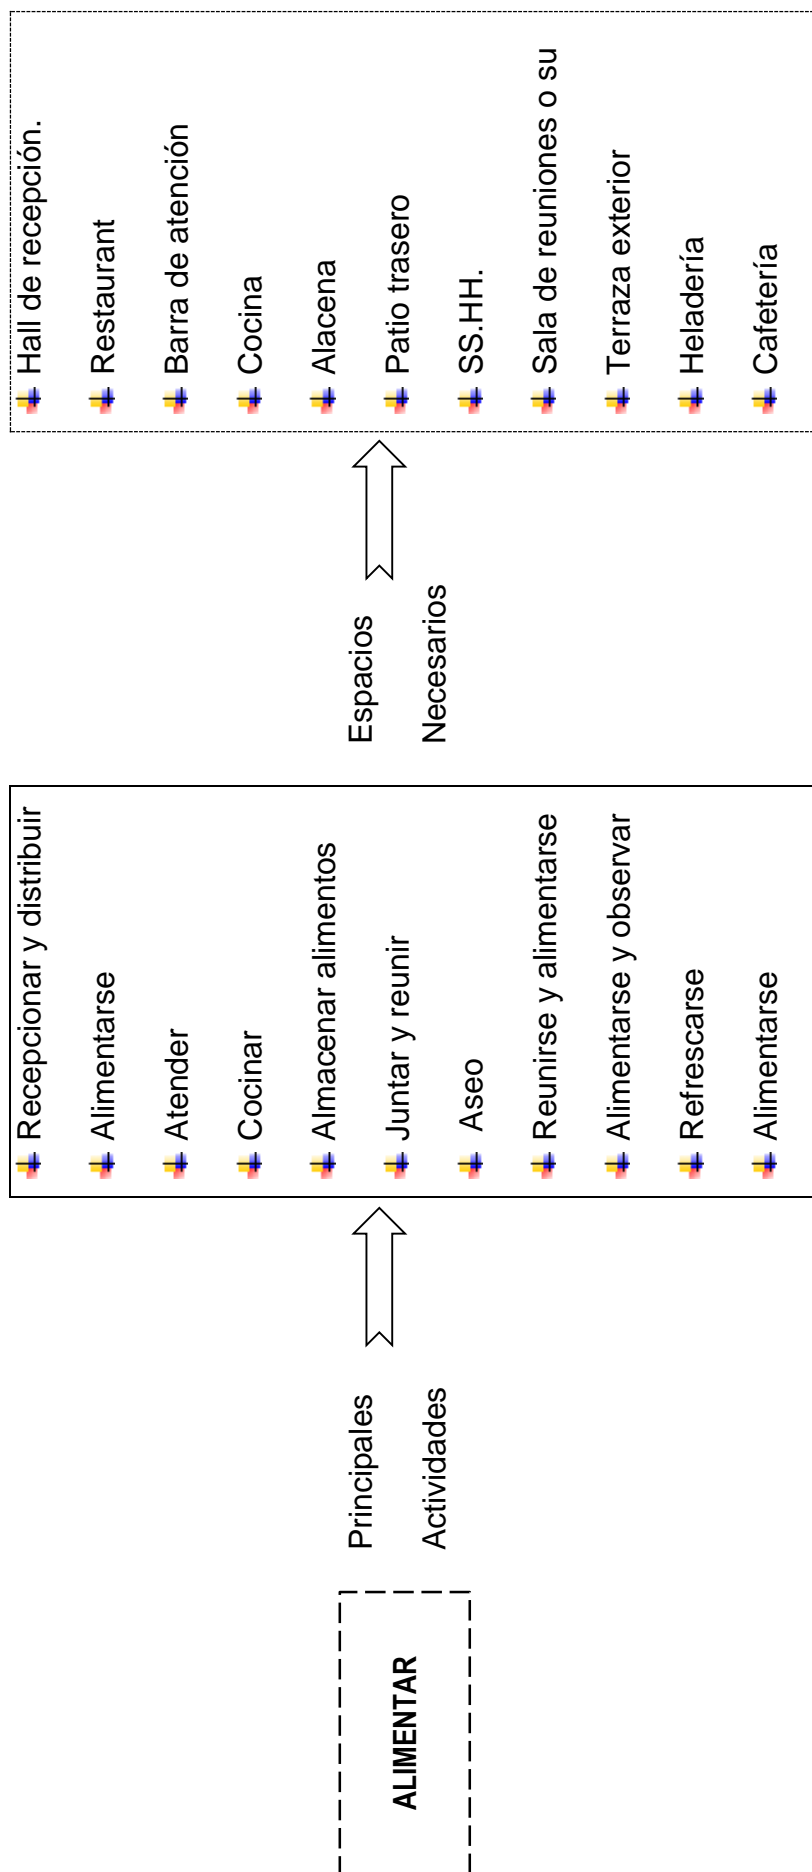 ALIMENTAR
Principales
Actividades
Recepcionar y distribuir
Alimentarse
Atender
Cocinar
Almacenar alimentos
Juntar y reunir
Aseo
Reunirse y alimentarse
Alimentarse y observar
Refrescarse
Alimentarse
Espacios
Necesarios
Hall de recepción.
Restaurant
Barra de atención
Cocina
Alacena
Patio trasero
SS.HH.
Sala de reuniones o su
Terraza exterior
Heladería
Cafetería